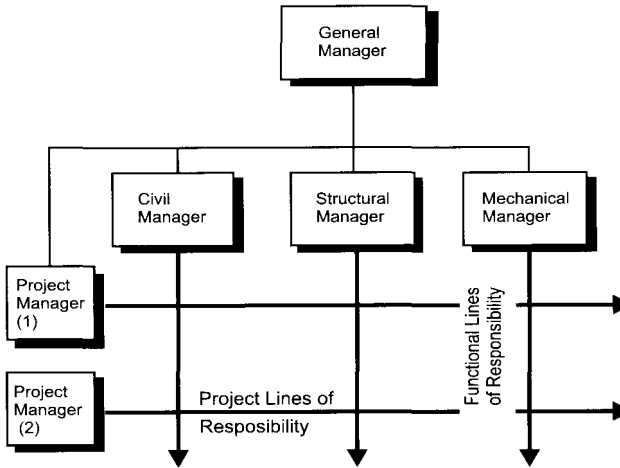 General
Manager
Civil
Manager
Structural
Manager
Mechanical
Manager
Project
Manager
(1)
Functional Lines
of Responsibility
Project
Manager
(2)
Project Lines of
Resposibility